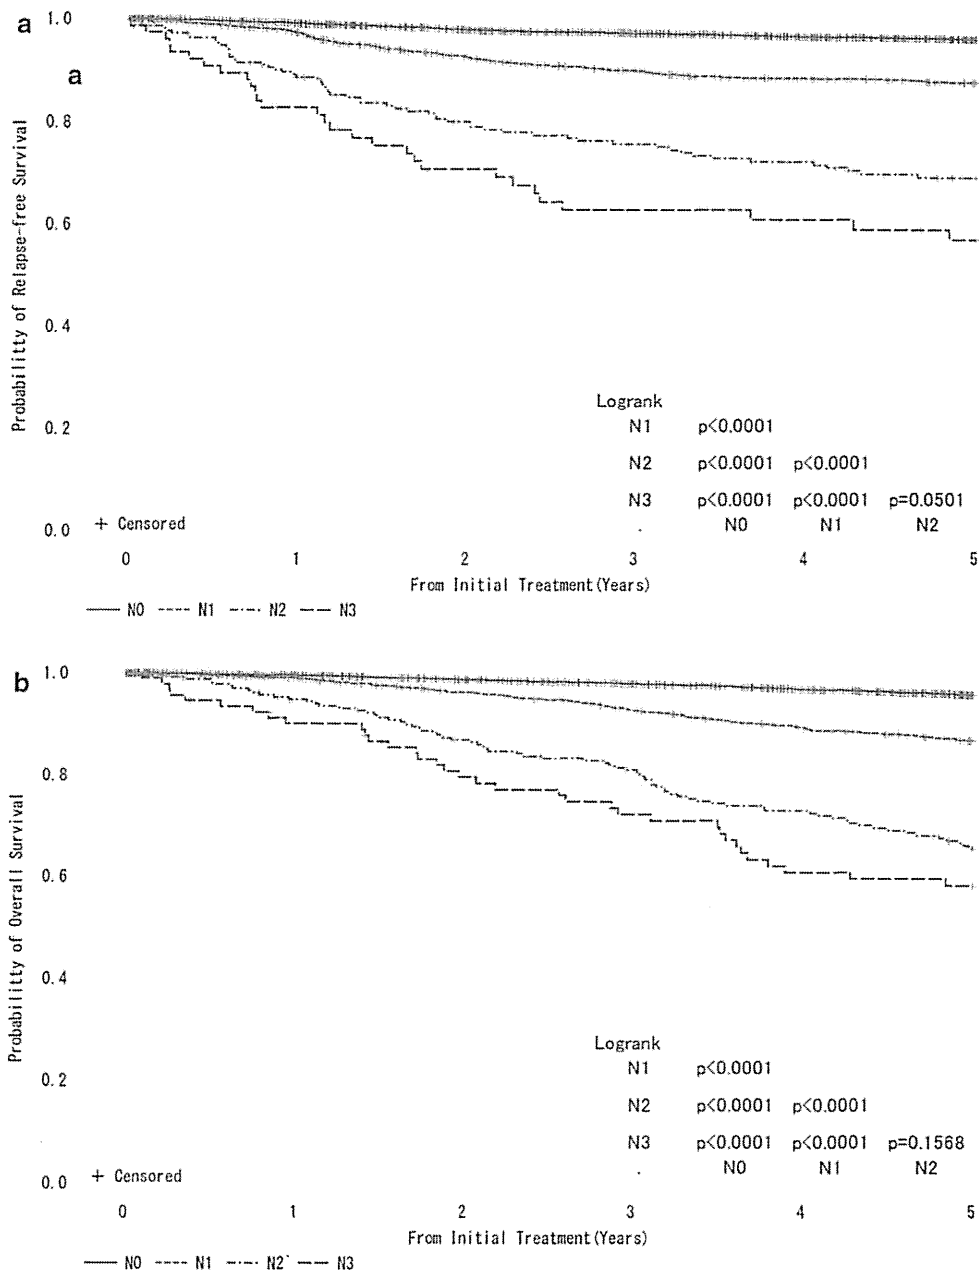 a
a
Probabilitty of Relapse-free Survival
1.0
0.8
0.6
0.4
0.2
0.0
Logrank
N1 p<0.0001
N2 p<0.0001 p<0.0001
N3 p<0.0001 p<0.0001 p=0.0501
. N0 N1 N2
+ Censored
0 1 2 3 4 5
From Initial Treatment(Years)
N0 N1 N2 N3
b
Probabilitty of Overall Survival
1.0
0.8
0.6
0.4
0.2
0.0
Logrank
N1 p<0.0001
N2 p<0.0001 p<0.0001
N3 p<0.0001 p<0.0001 p=0.1568
. N0 N1 N2
+ Censored
0 1 2 3 4 5
From Initial Treatment(Years)
N0 N1 N2 N3